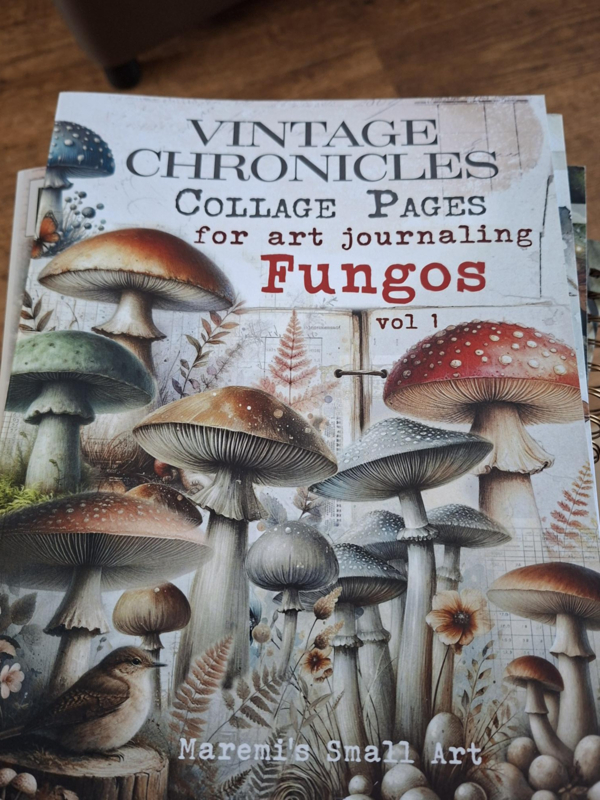 VINTAGE
CHRONICLES
COLLAGE PAGES
for art journaling
Fungos
vol 1
Maremi's Small Art